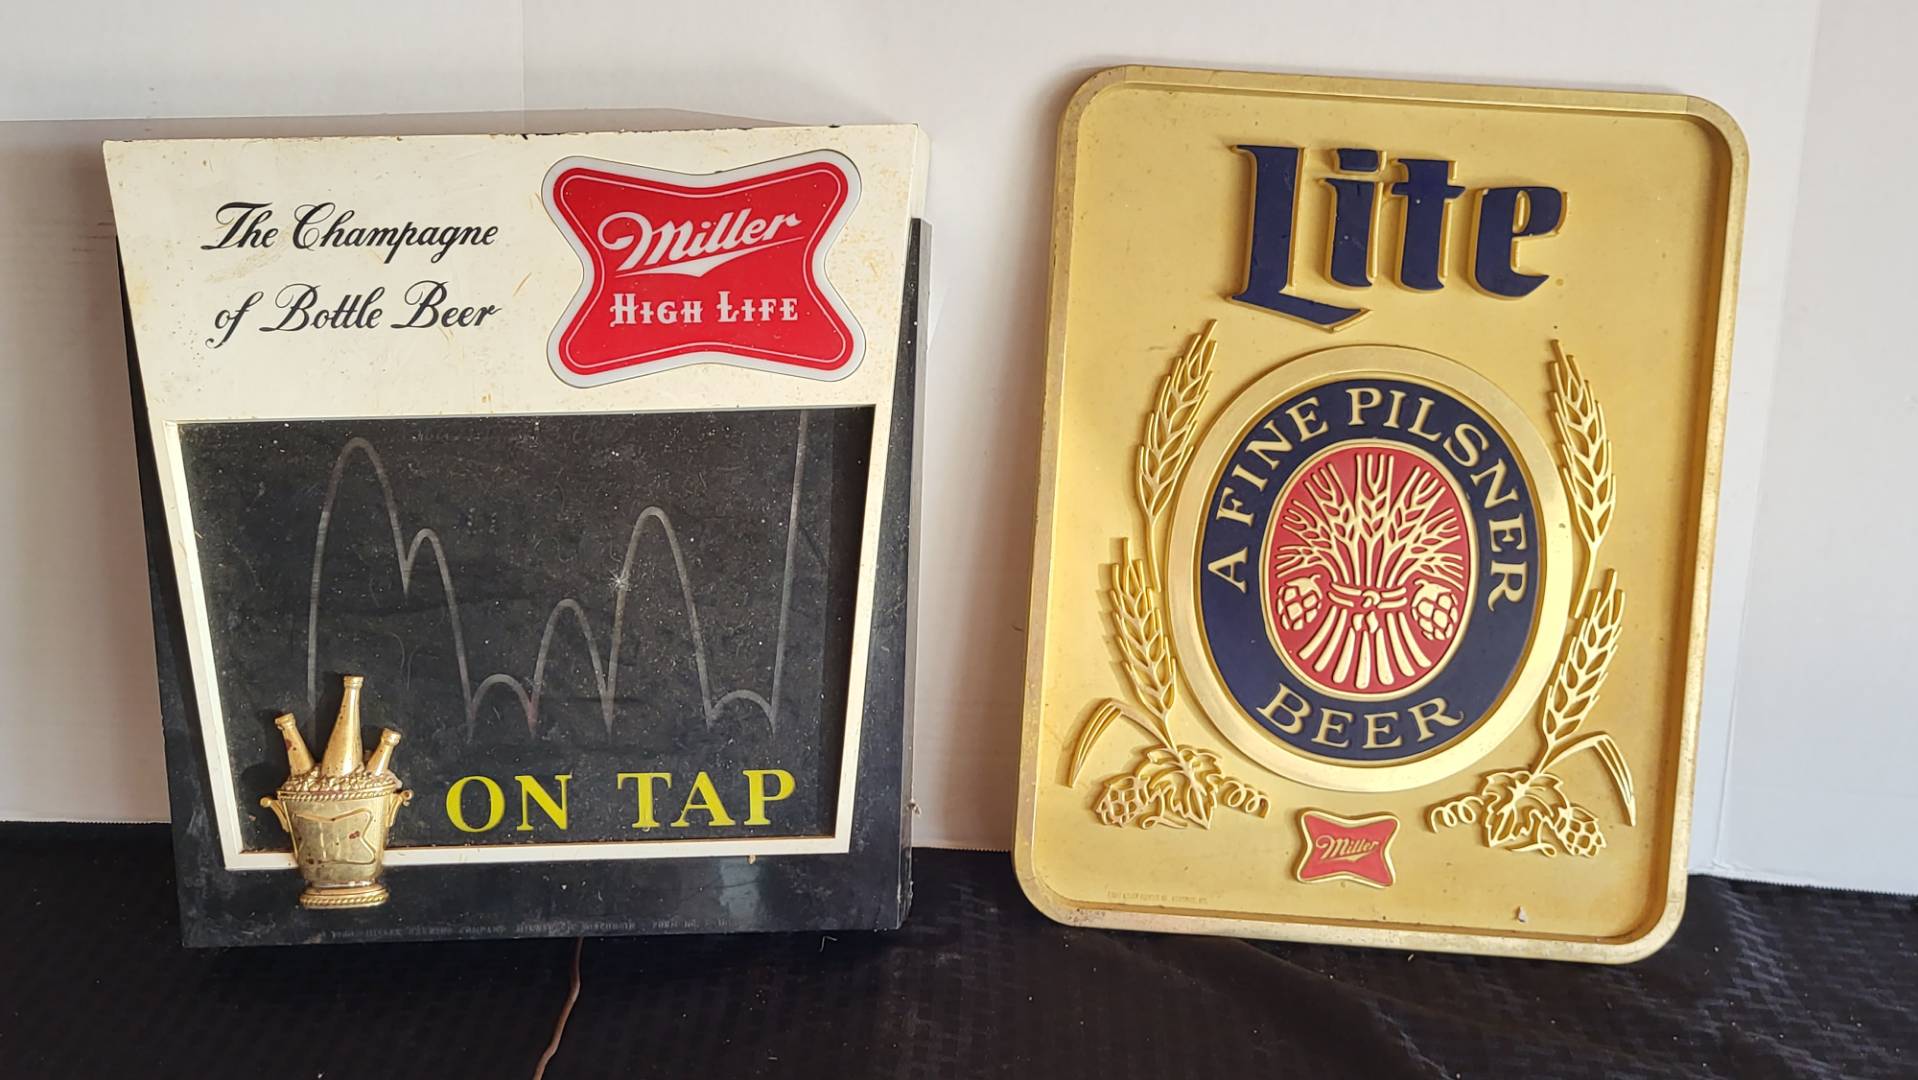 The Champagne
of Bottle Beer
Miller
HIGH LIFE
ON TAP
Lite
A FINE PILSNER
BEER
Miller